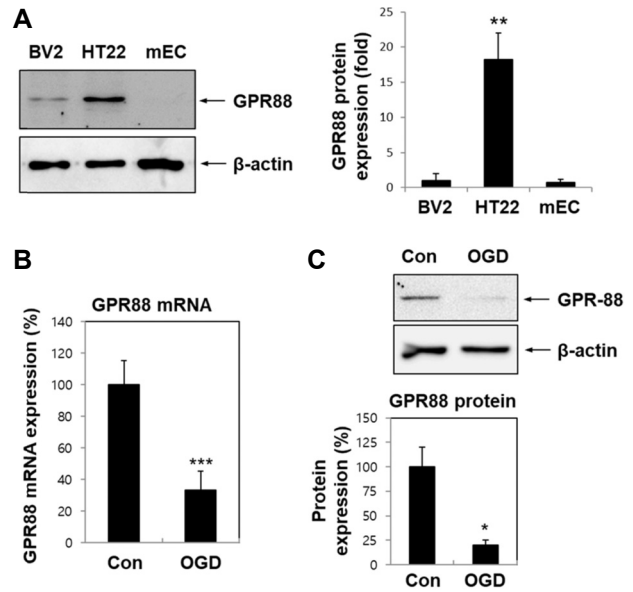 A
BV2 HT22 mEC
GPR88
β-actin
GPR88 protein
expression (fold)
25
20
15
10
5
0
**
BV2 HT22 mEC
B
GPR88 mRNA
GPR88 mRNA expression (%)
140
120
100
80
60
40
20
0
***
Con OGD
C
Con OGD
GPR-88
β-actin
GPR88 protein
Protein
expression (%)
150
125
100
75
50
25
0
*
Con OGD